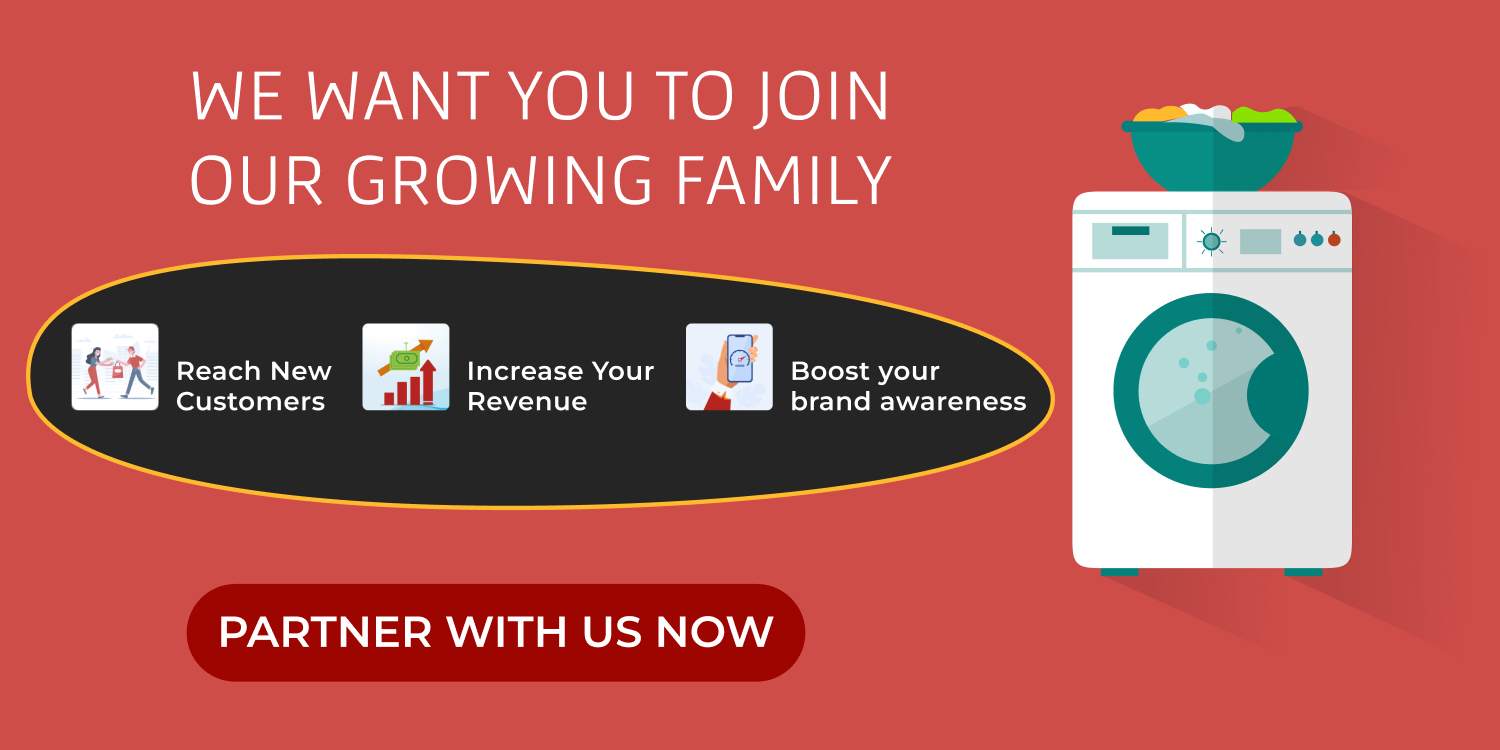 WE WANT YOU TO JOIN
OUR GROWING FAMILY
Reach New
Customers
Increase Your
Revenue
Boost your
brand awareness
PARTNER WITH US NOW